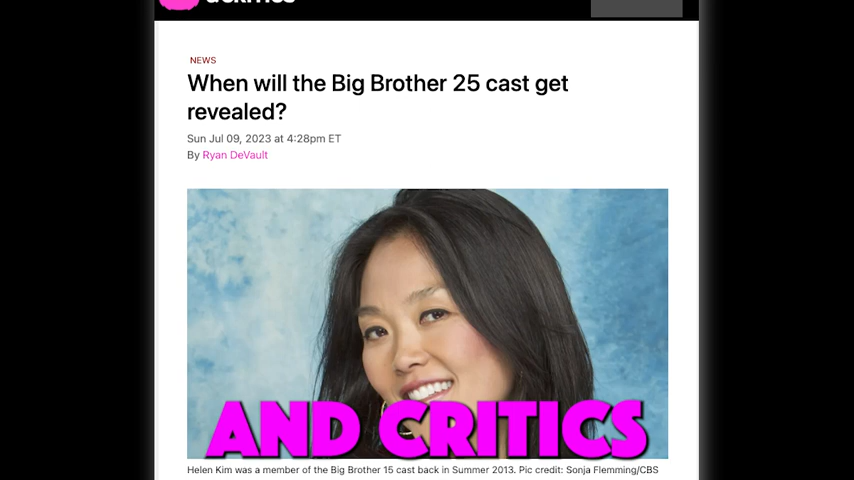 NEWS
When will the Big Brother 25 cast get
revealed?
Sun Jul 09, 2023 at 4:28pm ET
By Ryan DeVault
AND CRITICS
Helen Kim was a member of the Big Brother 15 cast back in Summer 2013. Pic credit: Sonja Flemming/CBS